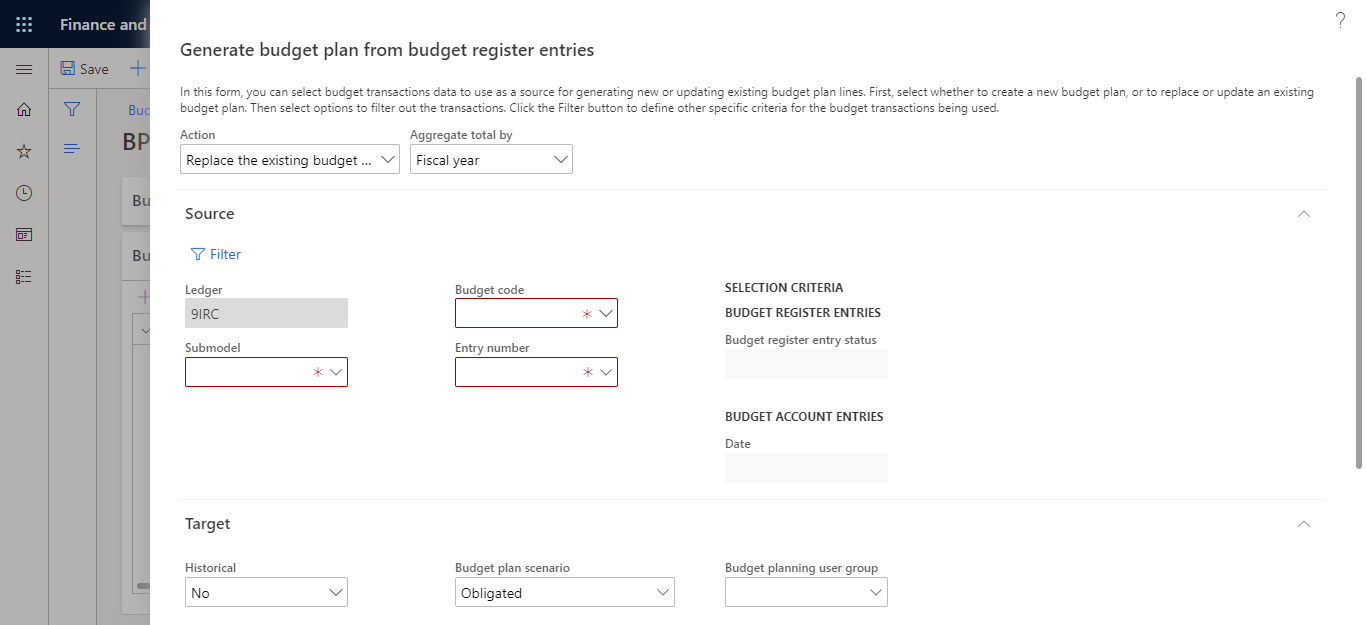 Finance and
?
Save
Bud
BP
Bu
Bu
Generate budget plan from budget register entries
In this form, you can select budget transactions data to use as a source for generating new or updating existing budget plan lines. First, select whether to create a new budget plan, or to replace or update an existing
budget plan. Then select options to filter out the transactions. Click the Filter button to define other specific criteria for the budget transactions being used.
Action
Aggregate total by
Replace the existing budget ...
Fiscal year
Source
Filter
Ledger
Budget code
SELECTION CRITERIA
9IRC
*
BUDGET REGISTER ENTRIES
Submodel
Entry number
Budget register entry status
*
*
BUDGET ACCOUNT ENTRIES
Date
Target
Historical
Budget plan scenario
Budget planning user group
No
Obligated